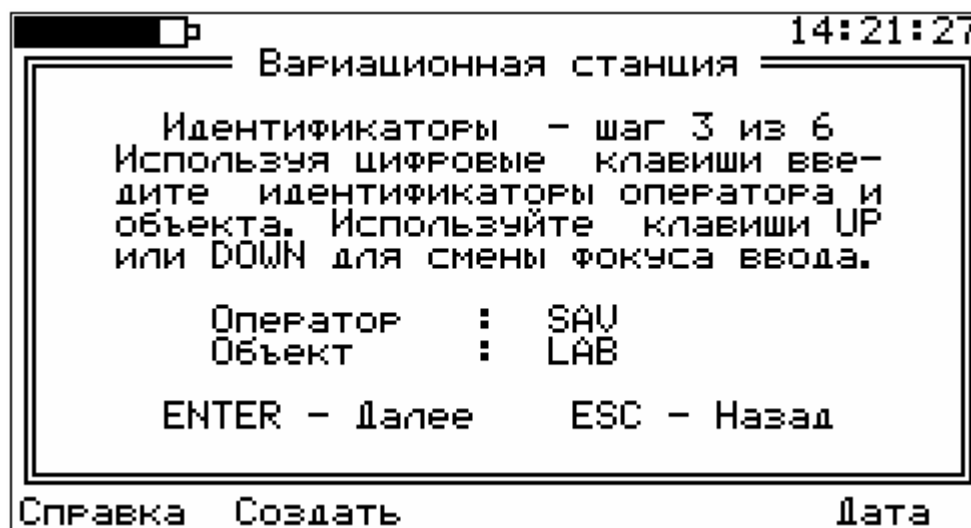 14:21:27
Вариационная станция
Идентификаторы – шаг 3 из 6
Используя цифровые клавиши вве-
дите идентификаторы оператора и
объекта. Используйте клавиши UP
или DOWN для смены фокуса ввода.
Оператор : SAV
Объект : LAB
ENTER – Далее ESC – Назад
Справка Создать Дата